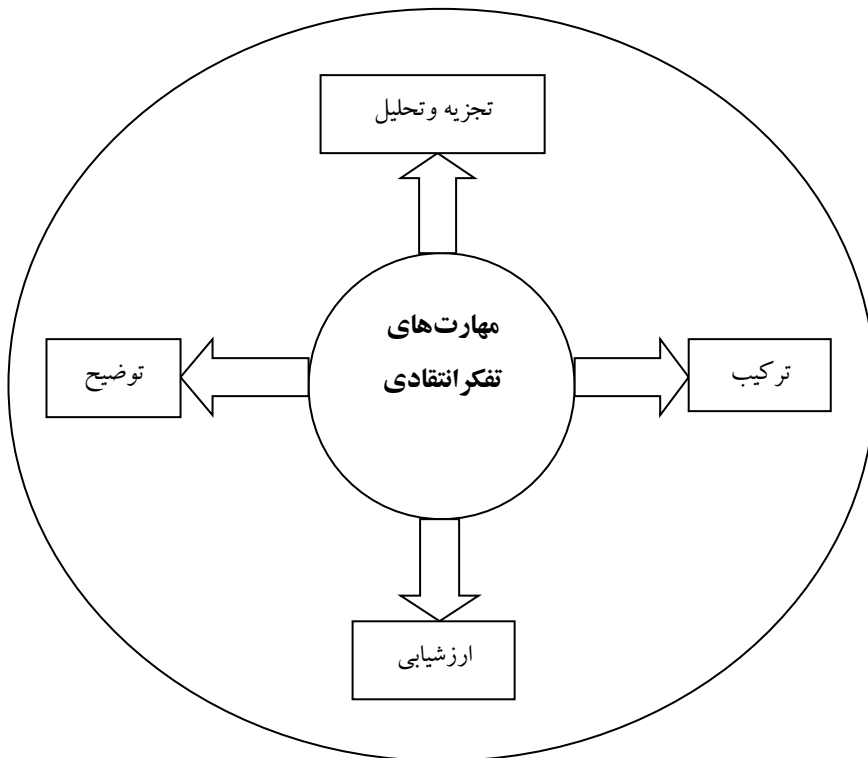 تجزیه وتحلیل
مهارت‌های
تفکرانتقادی
ترکیب
توضیح
ارزشیابی